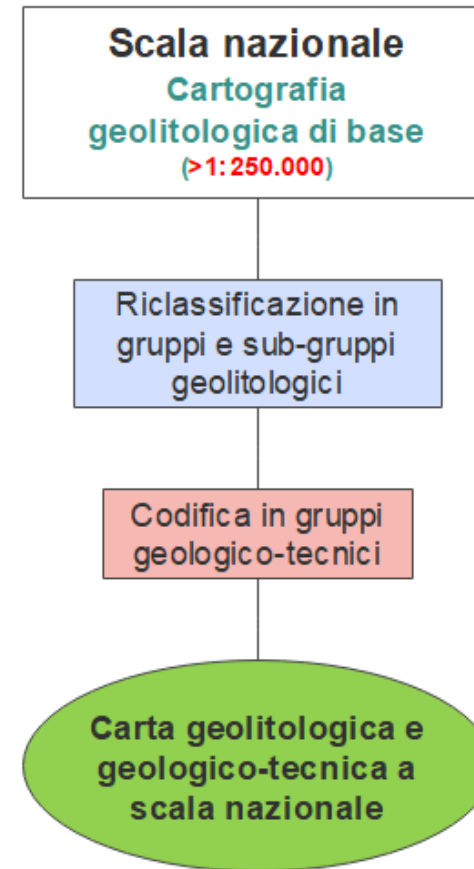 Scala nazionale
Cartografia
geolitologica di base
(>1:250.000)
Riclassificazione in
gruppi e sub-gruppi
geolitologici
Codifica in gruppi
geologico-tecnici
Carta geolitologica e
geologico-tecnica a
scala nazionale